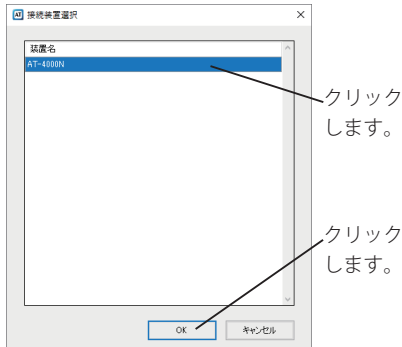 AT 接続装置選択
装置名
AT-4000N
クリック
します。
クリック
します。
OK キャンセル